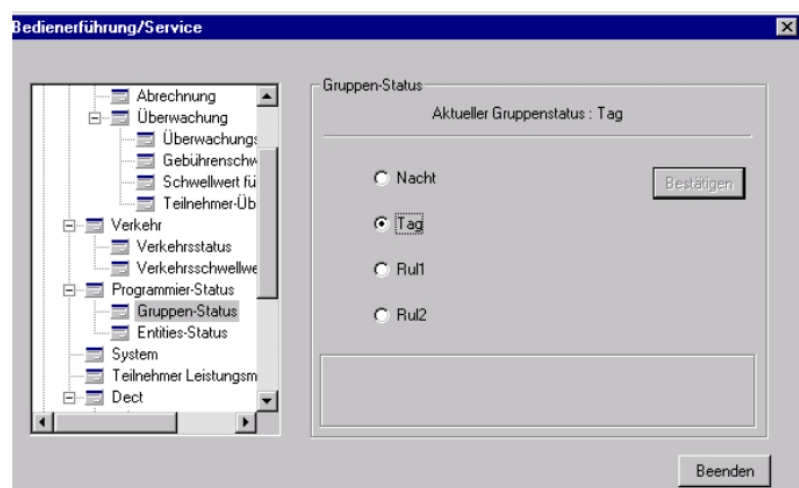 Bedienerführung/Service
Abrechnung
Überwachung
Überwachungs
Gebührenschw
Schwellwert fü
Teilnehmer-Üb
Verkehr
Verkehrsstatus
Verkehrsschwellwe
Programmier-Status
Gruppen-Status
Entities-Status
System
Teilnehmer Leistungsm
Dect
Gruppen-Status
Aktueller Gruppenstatus : Tag
Nacht
Bestätigen
Tag
Rul1
Rul2
Beenden